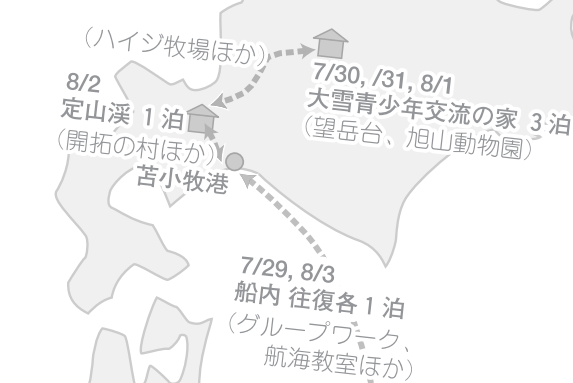 （ハイジ牧場ほか）
7/30, /31, 8/1
大雪青少年交流の家 3泊
（望岳台、旭山動物園）
8/2
定山渓 1泊
（開拓の村ほか）
苫小牧港
7/29, 8/3
船内 往復各1泊
（グループワーク、
航海教室ほか）